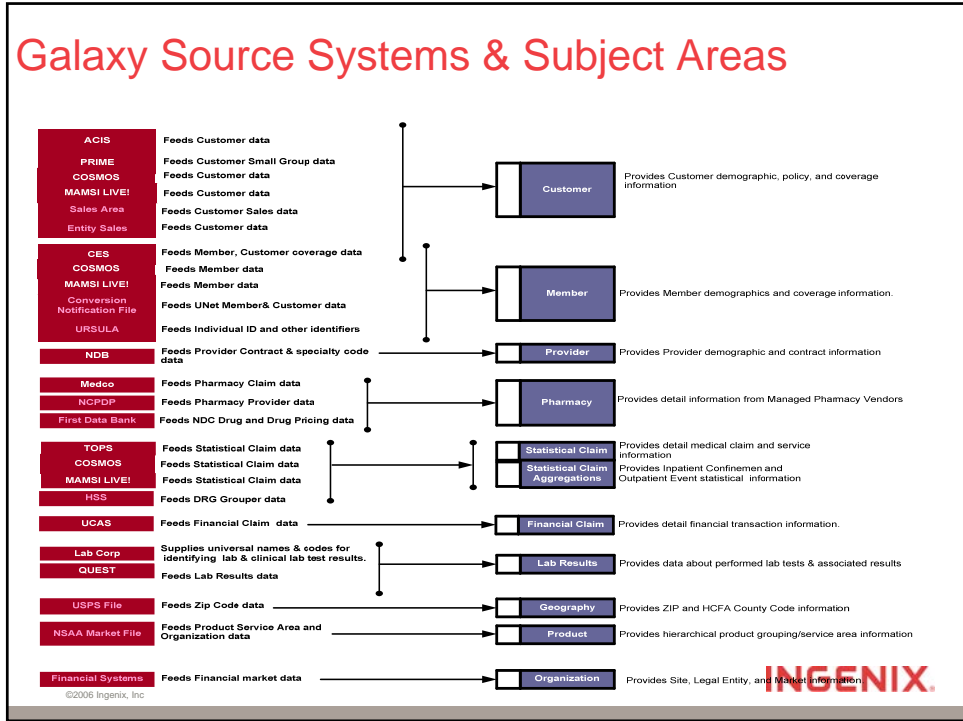 Galaxy Source Systems & Subject Areas
ACIS Feeds Customer data
PRIME Feeds Customer Small Group data
COSMOS Feeds Customer data
MAMSI LIVE! Feeds Customer data
Sales Area Feeds Customer Sales data
Entity Sales Feeds Customer data
Customer
Provides Customer demographic, policy, and coverage
information
CES Feeds Member, Customer coverage data
COSMOS Feeds Member data
MAMSI LIVE! Feeds Member data
Conversion
Notification File
Feeds UNet Member& Customer data
URSULA Feeds Individual ID and other identifiers
Member
Provides Member demographics and coverage information.
NDB
Feeds Provider Contract & specialty code
data
Provider
Provides Provider demographic and contract information
Medco Feeds Pharmacy Claim data
NCPDP Feeds Pharmacy Provider data
First Data Bank Feeds NDC Drug and Drug Pricing data
Pharmacy
Provides detail information from Managed Pharmacy Vendors
TOPS Feeds Statistical Claim data
COSMOS Feeds Statistical Claim data
MAMSI LIVE! Feeds Statistical Claim data
HSS Feeds DRG Grouper data
Statistical Claim
Provides detail medical claim and service
information
Statistical Claim
Aggregations
Provides Inpatient Confinemen and
Outpatient Event statistical information
UCAS Feeds Financial Claim data
Financial Claim
Provides detail financial transaction information.
Lab Corp
Supplies universal names & codes for
identifying lab & clinical lab test results.
QUEST
Feeds Lab Results data
Lab Results
Provides data about performed lab tests & associated results
USPS File Feeds Zip Code data
Geography
Provides ZIP and HCFA County Code information
NSAA Market File
Feeds Product Service Area and
Organization data
Product
Provides hierarchical product grouping/service area information
Financial Systems Feeds Financial market data
Organization
Provides Site, Legal Entity, and Market information.
INGENIX.
©2006 Ingenix, Inc